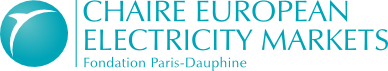 CHAIRE EUROPEAN
ELECTRICITY MARKETS
Fondation Paris-Dauphine